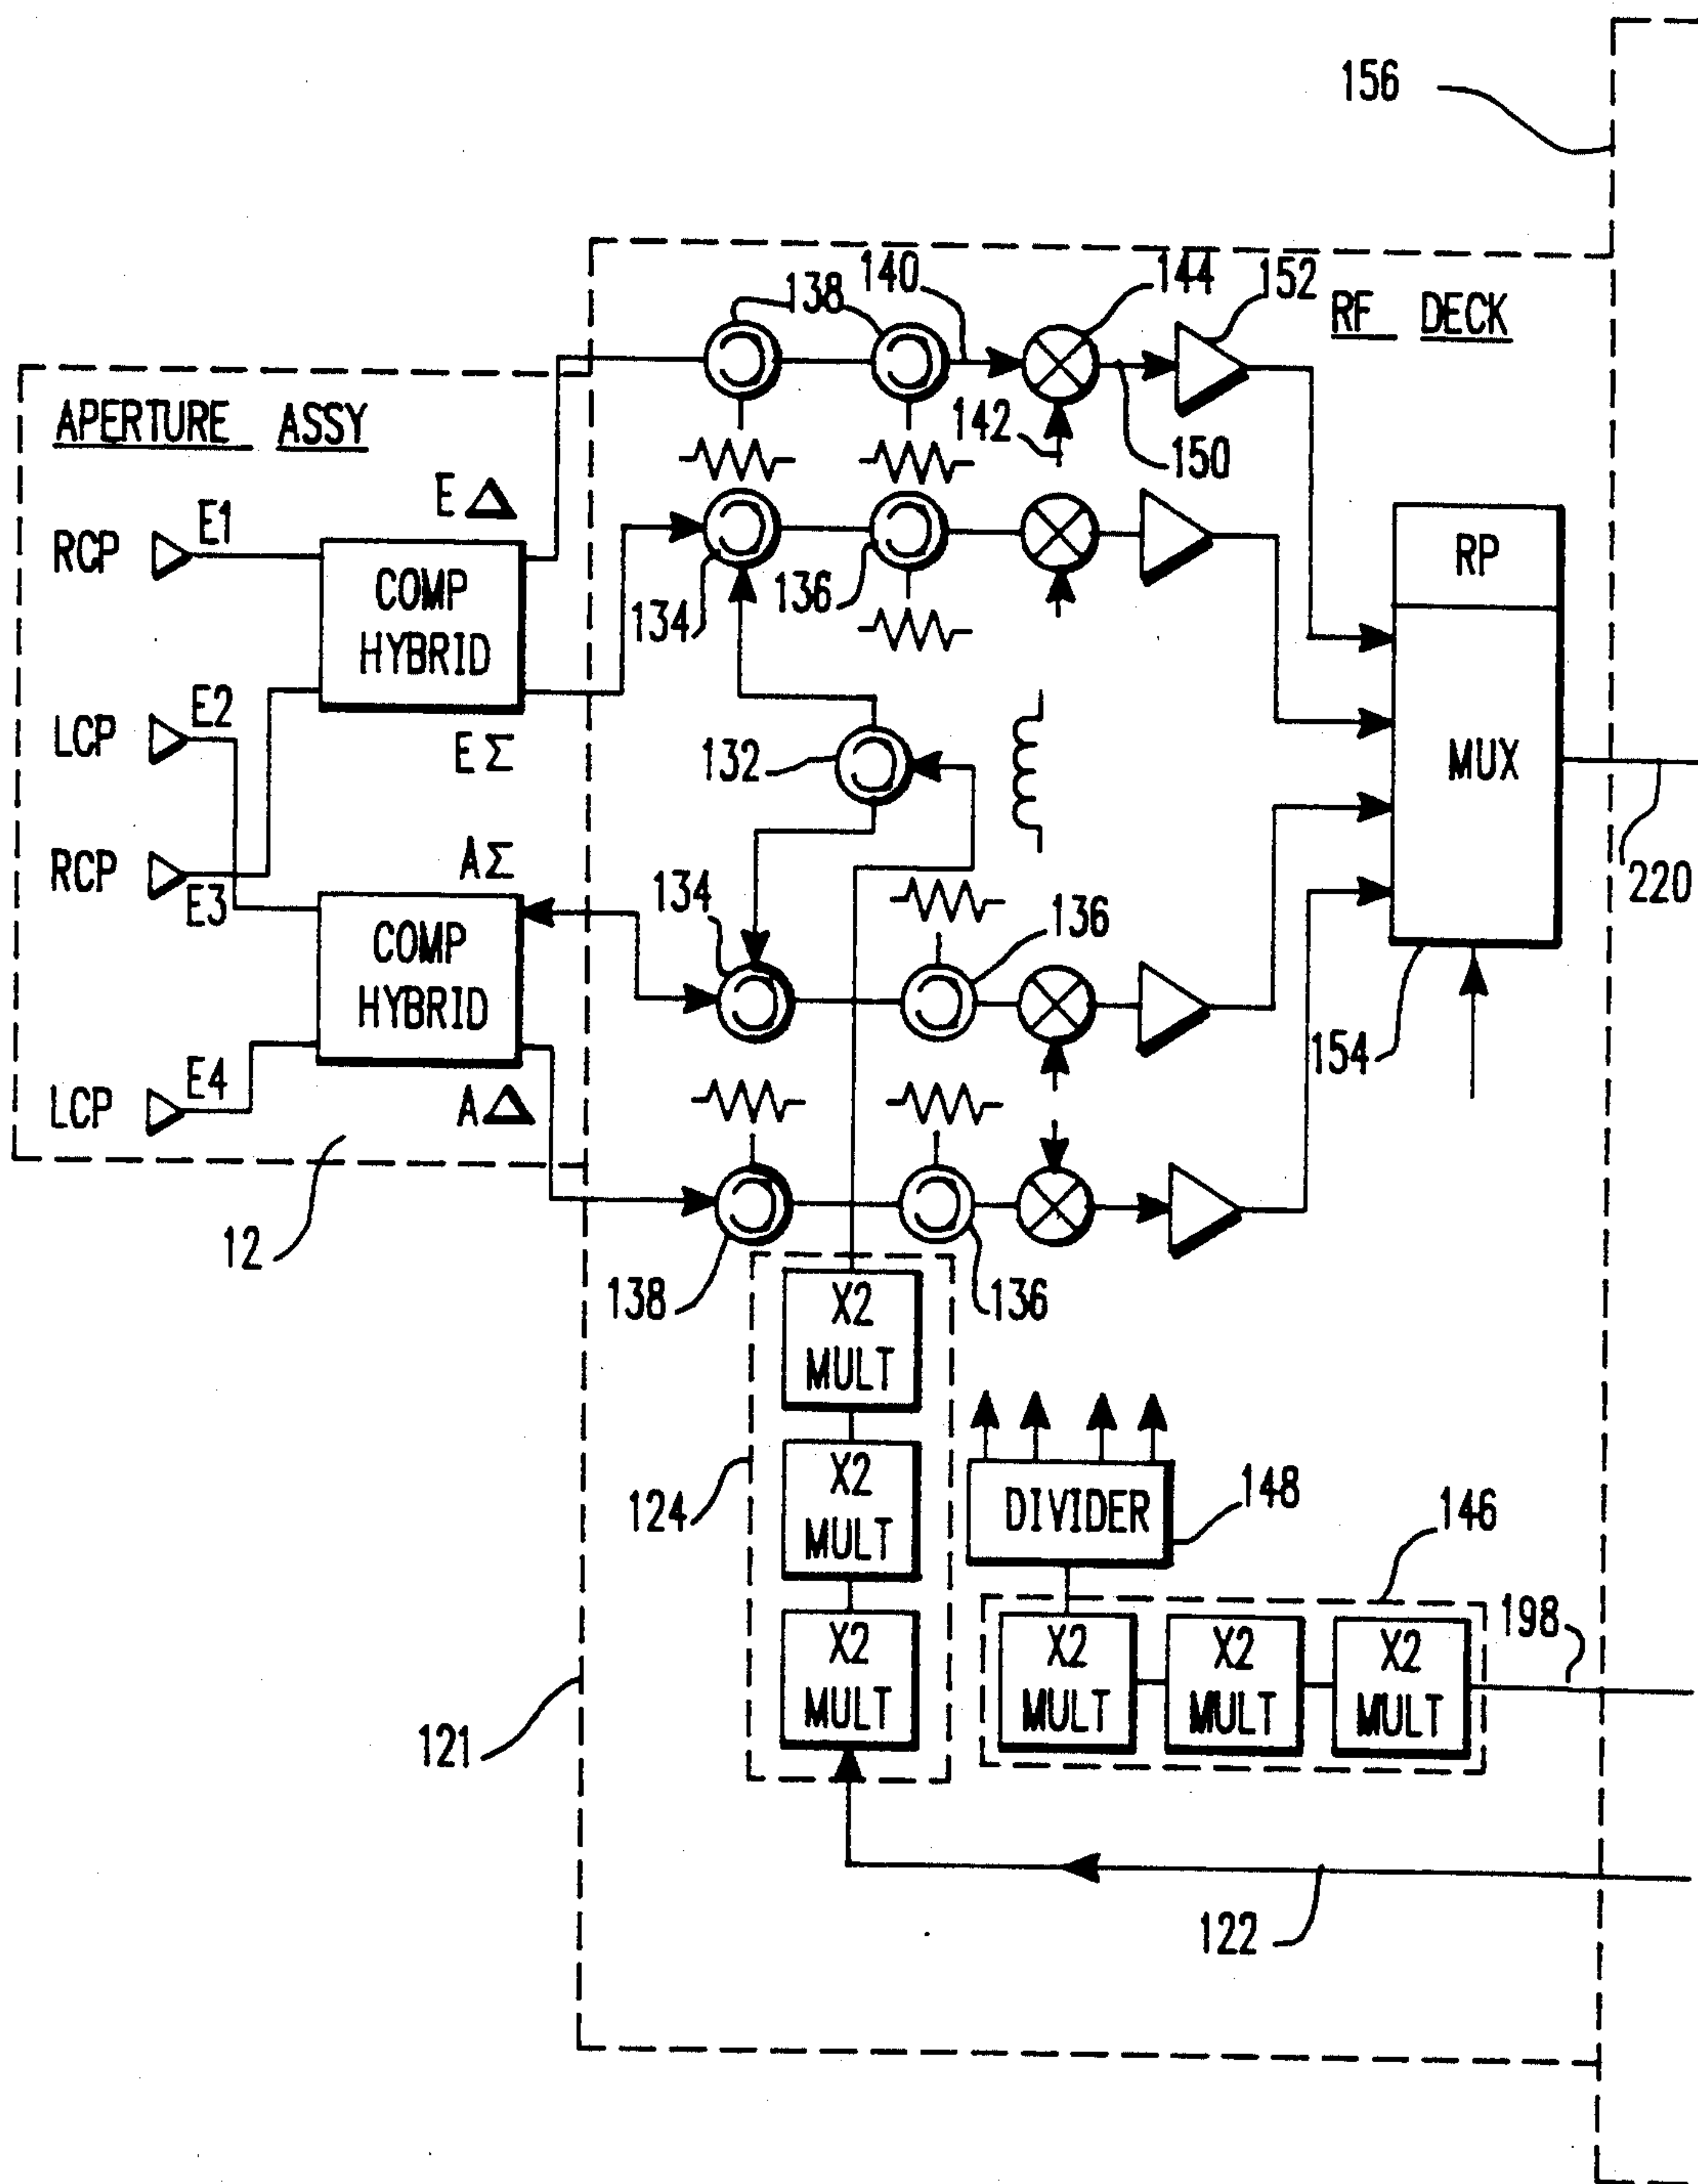 156
140
138
144
152
RF DECK
APERTURE ASSY
142
150
E Δ
RCP
E1
COMP
HYBRID
134
136
RP
MUX
LCP
E2
E Σ
132
AΣ
RCP
E3
134
136
220
COMP
HYBRID
154
LCP
E4
A Δ
12
138
136
X2
MULT
124
X2
MULT
DIVIDER
148
146
X2
MULT
X2
MULT
X2
MULT
X2
MULT
198
121
122